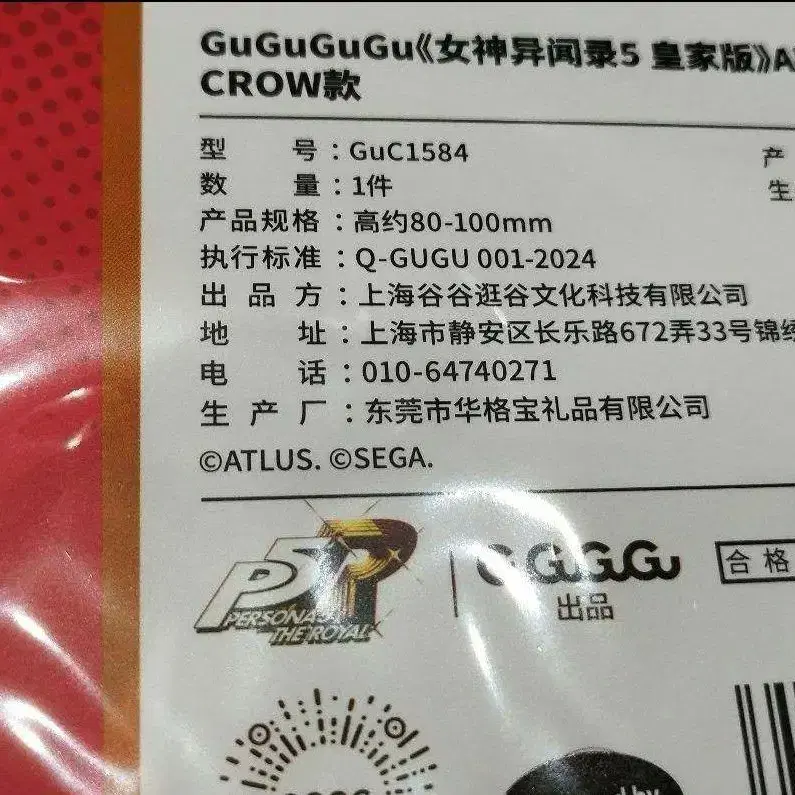 GuGuGuGu《女神异闻录5 皇家版》A
CROW款
型 号：GuC1584
产
数 量：1件
生
产品规格：高约80-100mm
执行标准：Q-GUGU 001-2024
出 品 方：上海谷谷逛谷文化科技有限公司
地 址：上海市静安区长乐路672弄33号锦绣
电 话：010-64740271
生 产 厂：东莞市华格宝礼品有限公司
©ATLUS. ©SEGA.
P5R
PERSONA5
THE ROYAL
GuGuGu
出品
合格